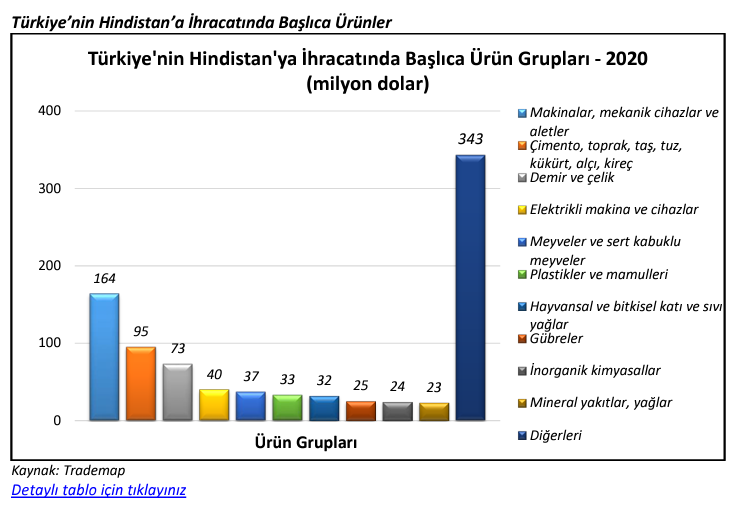 Türkiye’nin Hindistan’a İhracatında Başlıca Ürünler
Türkiye'nin Hindistan'ya İhracatında Başlıca Ürün Grupları - 2020
(milyon dolar)
400
300
200
100
0
164
95
73
40
37
33
32
25
24
23
343
Ürün Grupları
Makinalar, mekanik cihazlar ve
aletler
Çimento, toprak, taş, tuz,
kükürt, alçı, kireç
Demir ve çelik
Elektrikli makina ve cihazlar
Meyveler ve sert kabuklu
meyveler
Plastikler ve mamulleri
Hayvansal ve bitkisel katı ve sıvı
yağlar
Gübreler
İnorganik kimyasallar
Mineral yakıtlar, yağlar
Diğerleri
Kaynak: Trademap
Detaylı tablo için tıklayınız